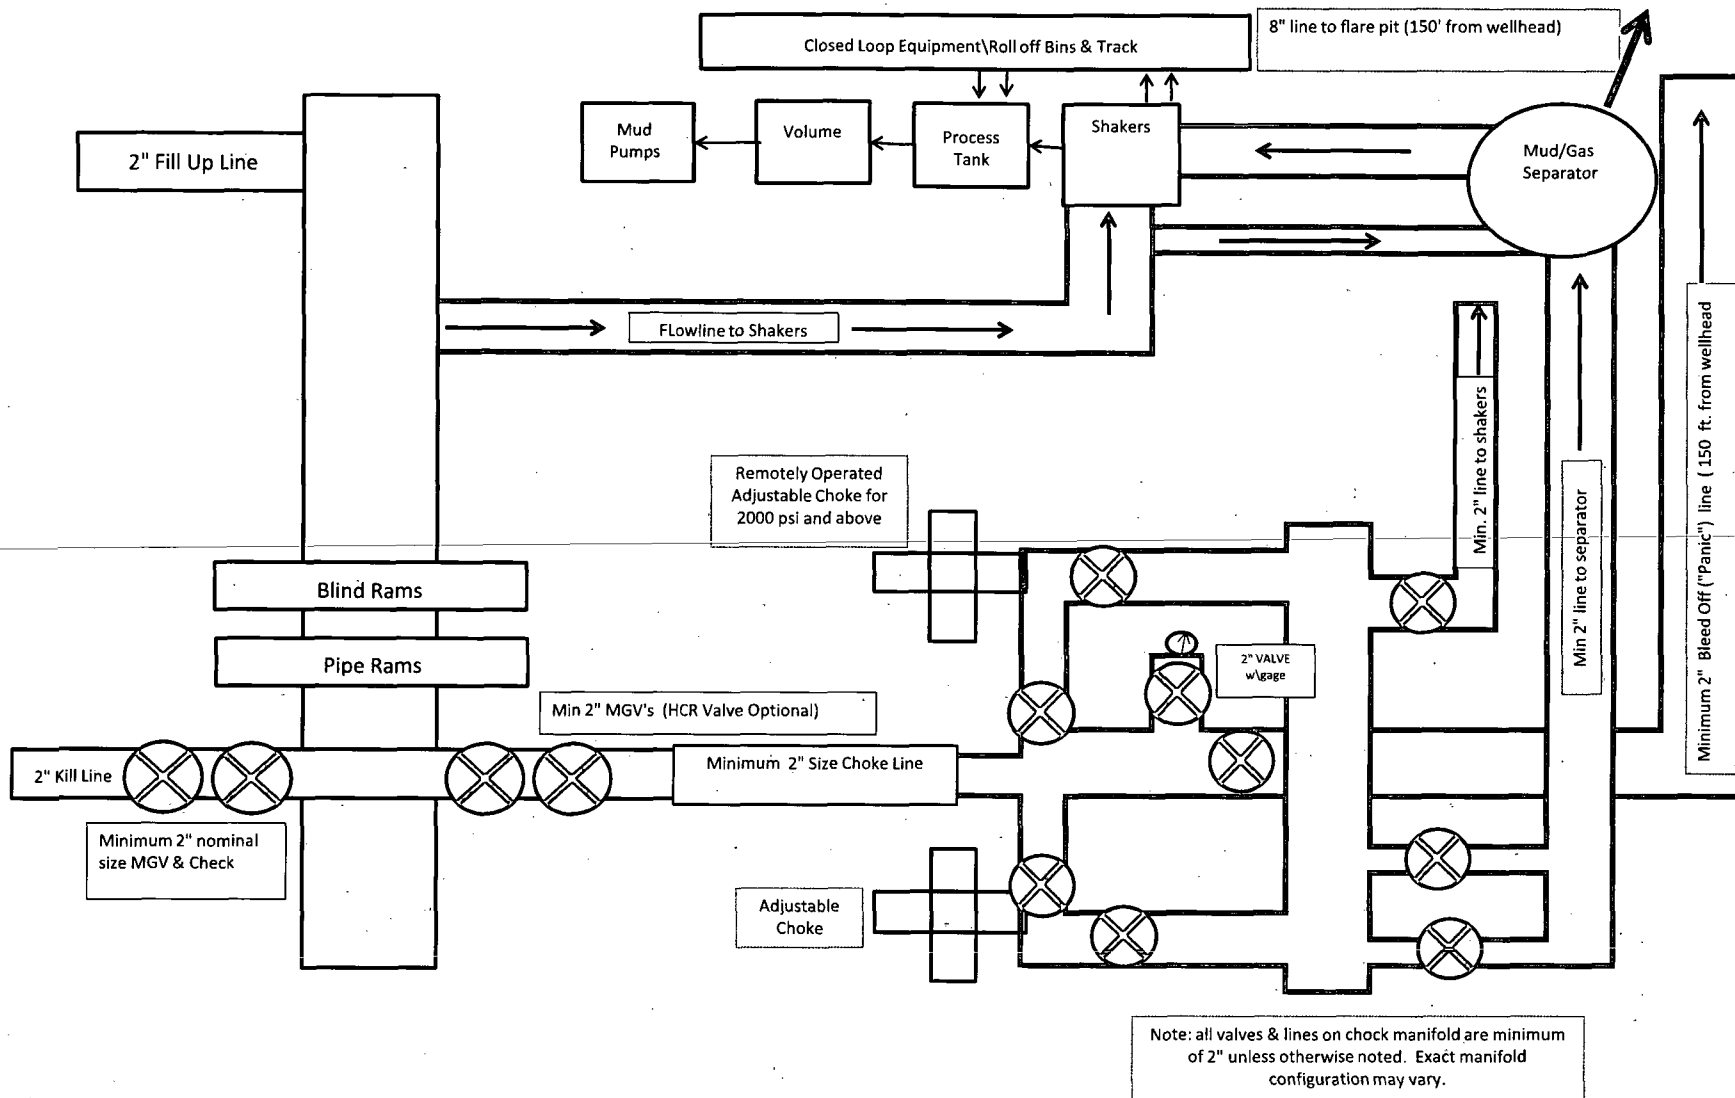 8" line to flare pit (150' from wellhead)
Closed Loop Equipment\Roll off Bins & Track
Mud
Pumps
Volume
Process
Tank
Shakers
Mud/Gas
Separator
2" Fill Up Line
FLowline to Shakers
Remotely Operated
Adjustable Choke for
2000 psi and above
Min. 2" line to shakers
Min 2" line to separator
Minimum 2" Bleed Off ("Panic") line ( 150 ft. from wellhead
Blind Rams
Pipe Rams
2" VALVE
w\gage
Min 2" MGV's (HCR Valve Optional)
2" Kill Line
Minimum 2" Size Choke Line
Minimum 2" nominal
size MGV & Check
Adjustable
Choke
Note: all valves & lines on chock manifold are minimum
of 2" unless otherwise noted. Exact manifold
configuration may vary.